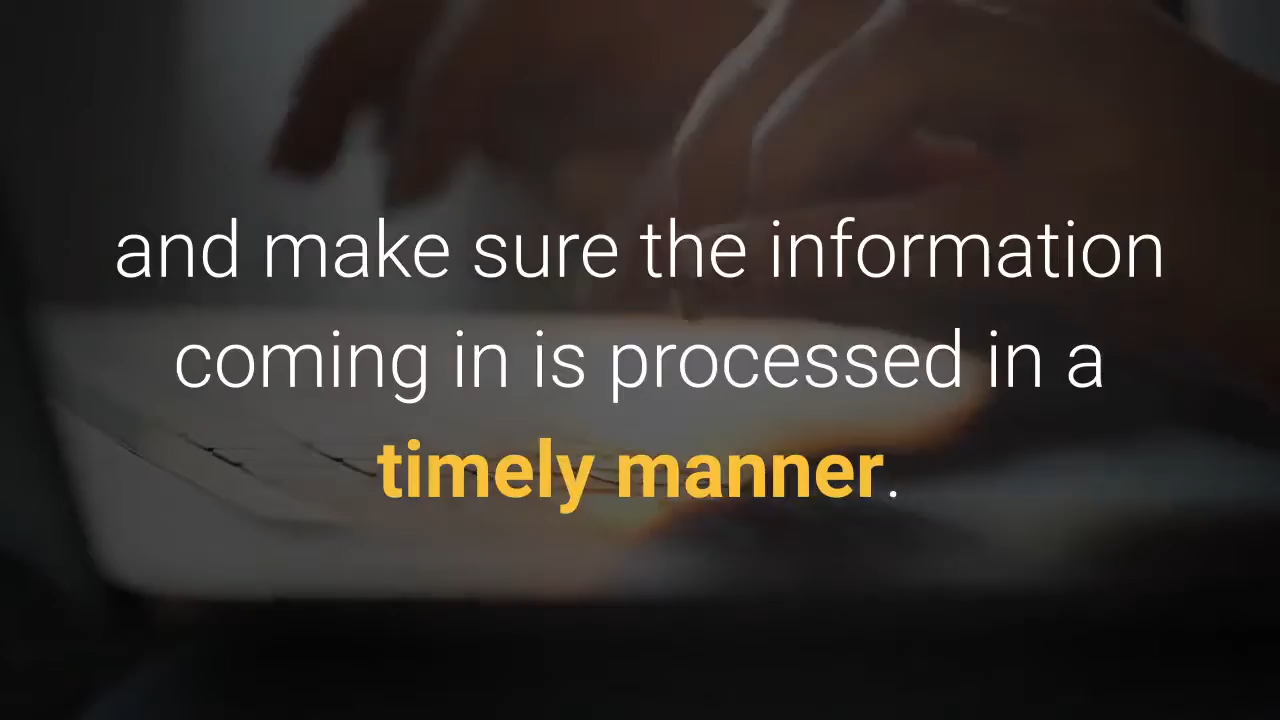 and make sure the information
coming in is processed in a
timely manner.